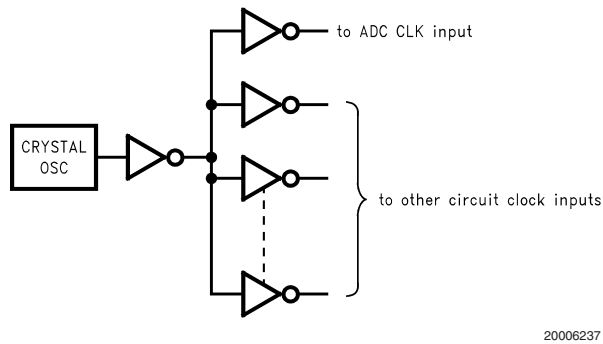 to ADC CLK input
CRYSTAL
OSC
to other circuit clock inputs
20006237